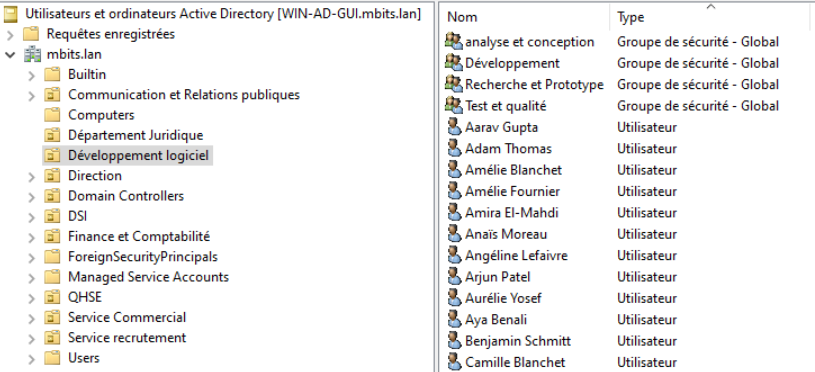 Utilisateurs et ordinateurs Active Directory [WIN-AD-GUI.mbits.lan]
Requêtes enregistrées
mbits.lan
Builtin
Communication et Relations publiques
Computers
Département Juridique
Développement logiciel
Direction
Domain Controllers
DSI
Finance et Comptabilité
ForeignSecurityPrincipals
Managed Service Accounts
QHSE
Service Commercial
Service recrutement
Users
Nom Type
analyse et conception Groupe de sécurité - Global
Développement Groupe de sécurité - Global
Recherche et Prototype Groupe de sécurité - Global
Test et qualité Groupe de sécurité - Global
Aarav Gupta Utilisateur
Adam Thomas Utilisateur
Amélie Blanchet Utilisateur
Amélie Fournier Utilisateur
Amira El-Mahdi Utilisateur
Anaïs Moreau Utilisateur
Angéline Lefaivre Utilisateur
Arjun Patel Utilisateur
Aurélie Yosef Utilisateur
Aya Benali Utilisateur
Benjamin Schmitt Utilisateur
Camille Blanchet Utilisateur